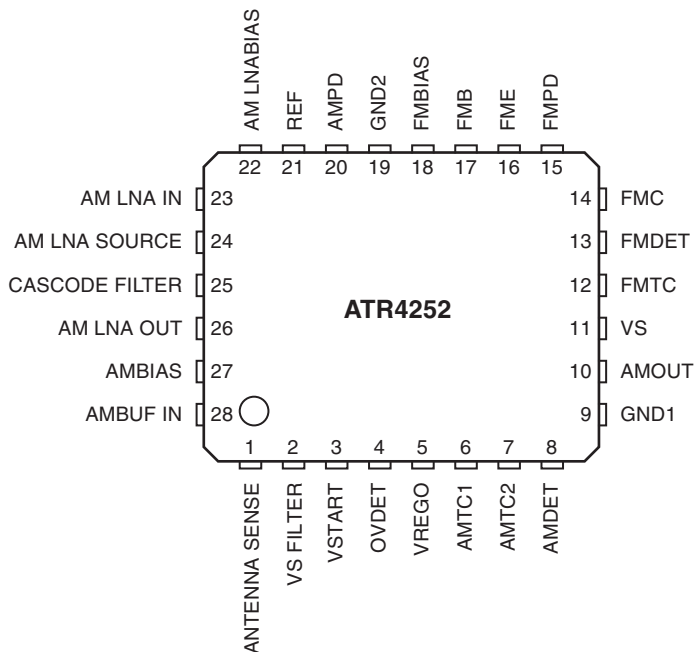 AM LNABIAS
REF
AMPD
GND2
FMBIAS
FMB
FME
FMPD
22 21 20 19 18 17 16 15
AM LNA IN 23
AM LNA SOURCE 24
CASCODE FILTER 25
AM LNA OUT 26
AMBIAS 27
AMBUF IN 28
ATR4252
14 FMC
13 FMDET
12 FMTC
11 VS
10 AMOUT
9 GND1
1 2 3 4 5 6 7 8
ANTENNA SENSE
VS FILTER
VSTART
OVDET
VREGO
AMTC1
AMTC2
AMDET